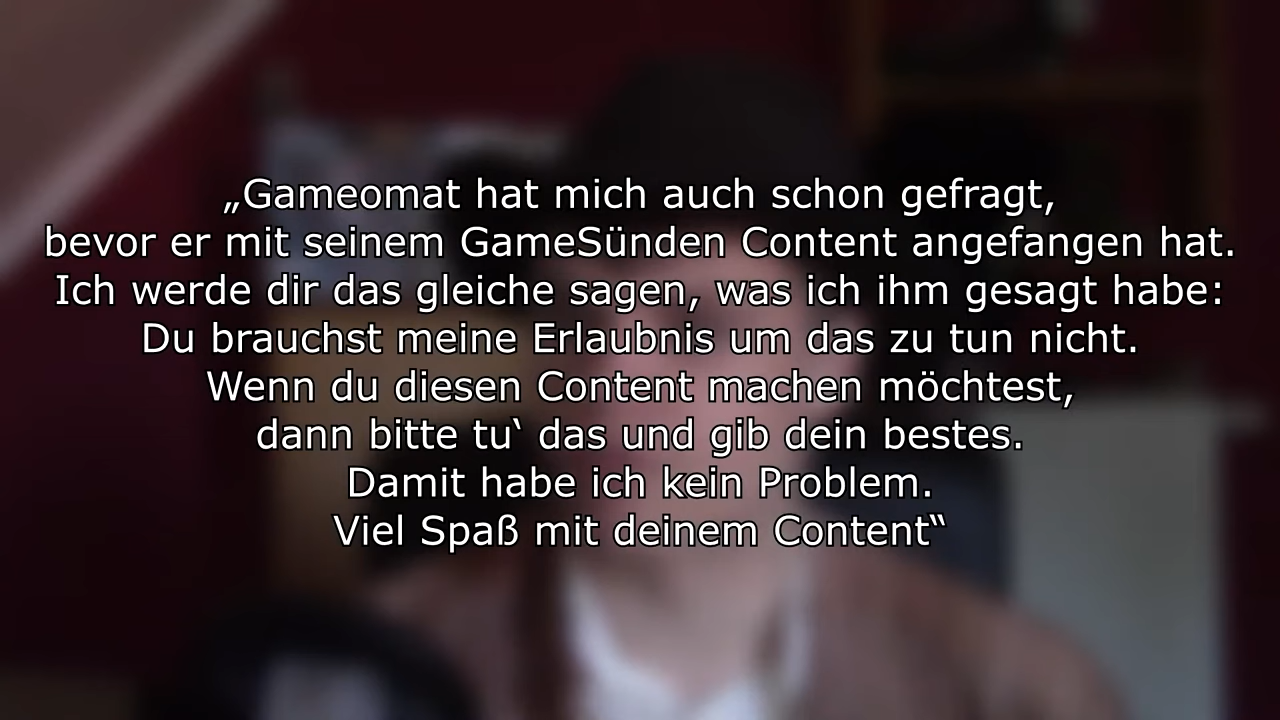 „Gameomat hat mich auch schon gefragt,
bevor er mit seinem GameSünden Content angefangen hat.
Ich werde dir das gleiche sagen, was ich ihm gesagt habe:
Du brauchst meine Erlaubnis um das zu tun nicht.
Wenn du diesen Content machen möchtest,
dann bitte tu‘ das und gib dein bestes.
Damit habe ich kein Problem.
Viel Spaß mit deinem Content“